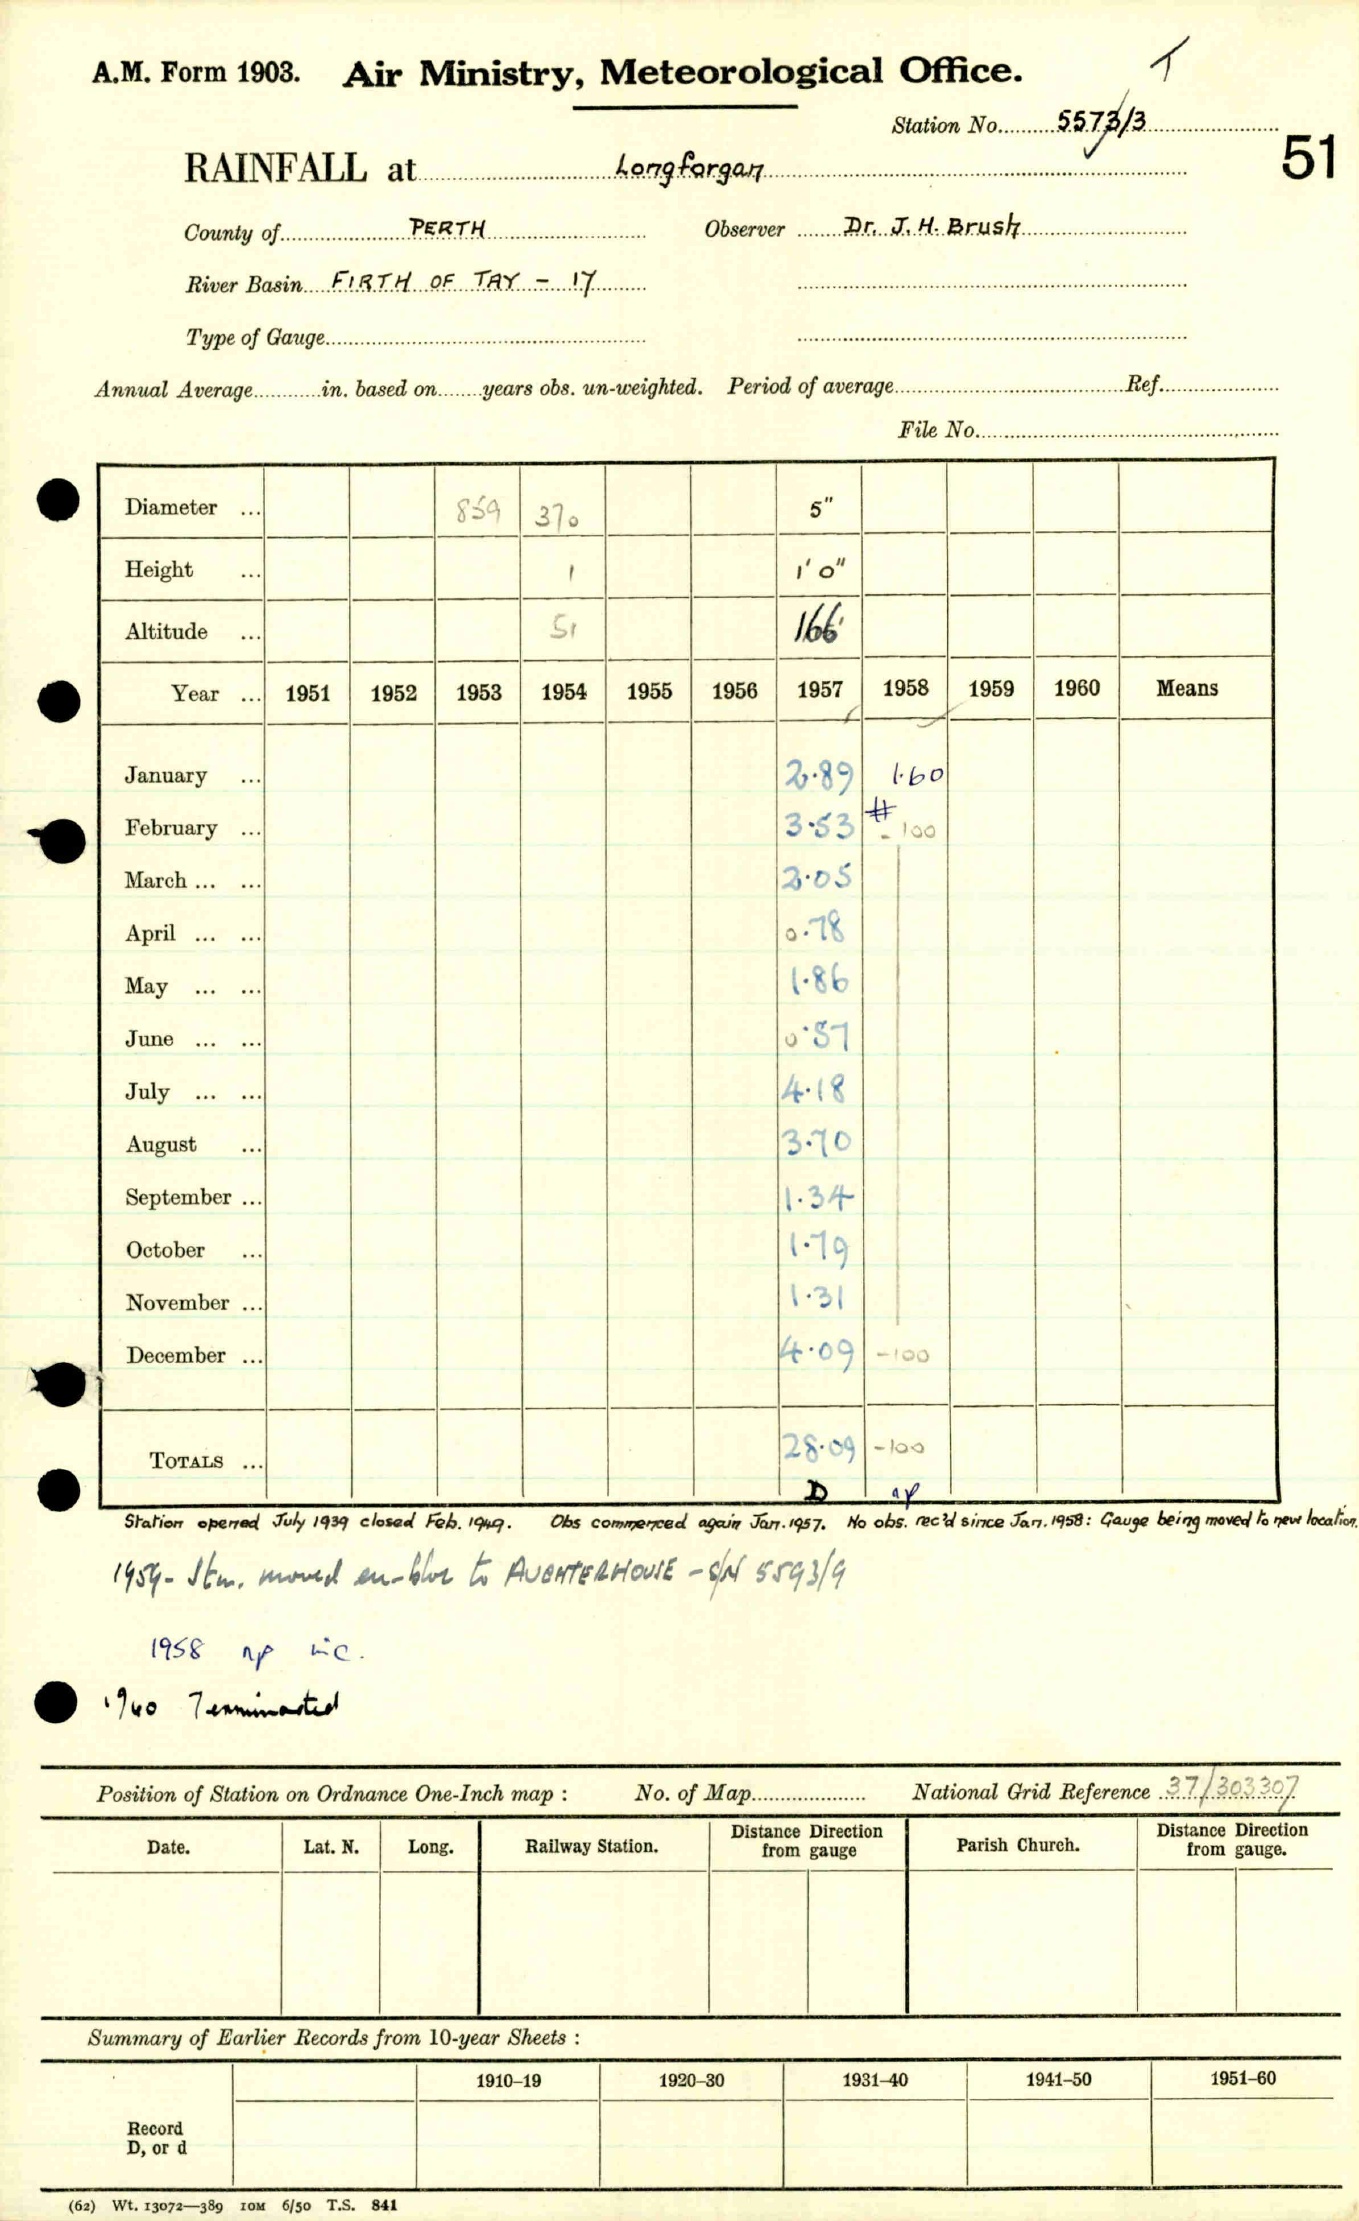 T
A.M. Form 1903. Air Ministry, Meteorological Office.
Station No. 5573/3
51
RAINFALL at Longforgan
County of PERTH Observer Dr. J. H. Brush
River Basin FIRTH OF TAY - 17
Type of Gauge
Annual Average in. based on years obs. un-weighted. Period of average Ref.
File No.
Diameter ... 859 370 5"
Height ... 1 1' 0"
Altitude ... 51 166'
Year ... 1951 1952 1953 1954 1955 1956 1957 1958 1959 1960 Means
January ... 2.89 1.60
February ... 3.53 # -100
March ... ... 2.05
April ... ... 0.78
May ... ... 1.86
June ... ... 0.57
July ... ... 4.18
August ... 3.70
September ... 1.34
October ... 1.79
November ... 1.31
December ... 4.09 -100
TOTALS ... 28.09 -100
D np
Station opened July 1939 closed Feb. 1949. Obs commenced again Jan. 1957. No obs. rec'd since Jan. 1958: Gauge being moved to new location.
1959 - Stn. moved en-bloc to AUCHTERHOUSE - S/N 5593/9
1958 np inc.
1960 Terminated
Position of Station on Ordnance One-Inch map : No. of Map National Grid Reference 37/303307
Date. Lat. N. Long. Railway Station. Distance Direction from gauge Parish Church. Distance Direction from gauge.
Summary of Earlier Records from 10-year Sheets :
1910–19 1920–30 1931–40 1941–50 1951–60
Record
D, or d
(62) Wt. 13072—389 10M 6/50 T.S. 841